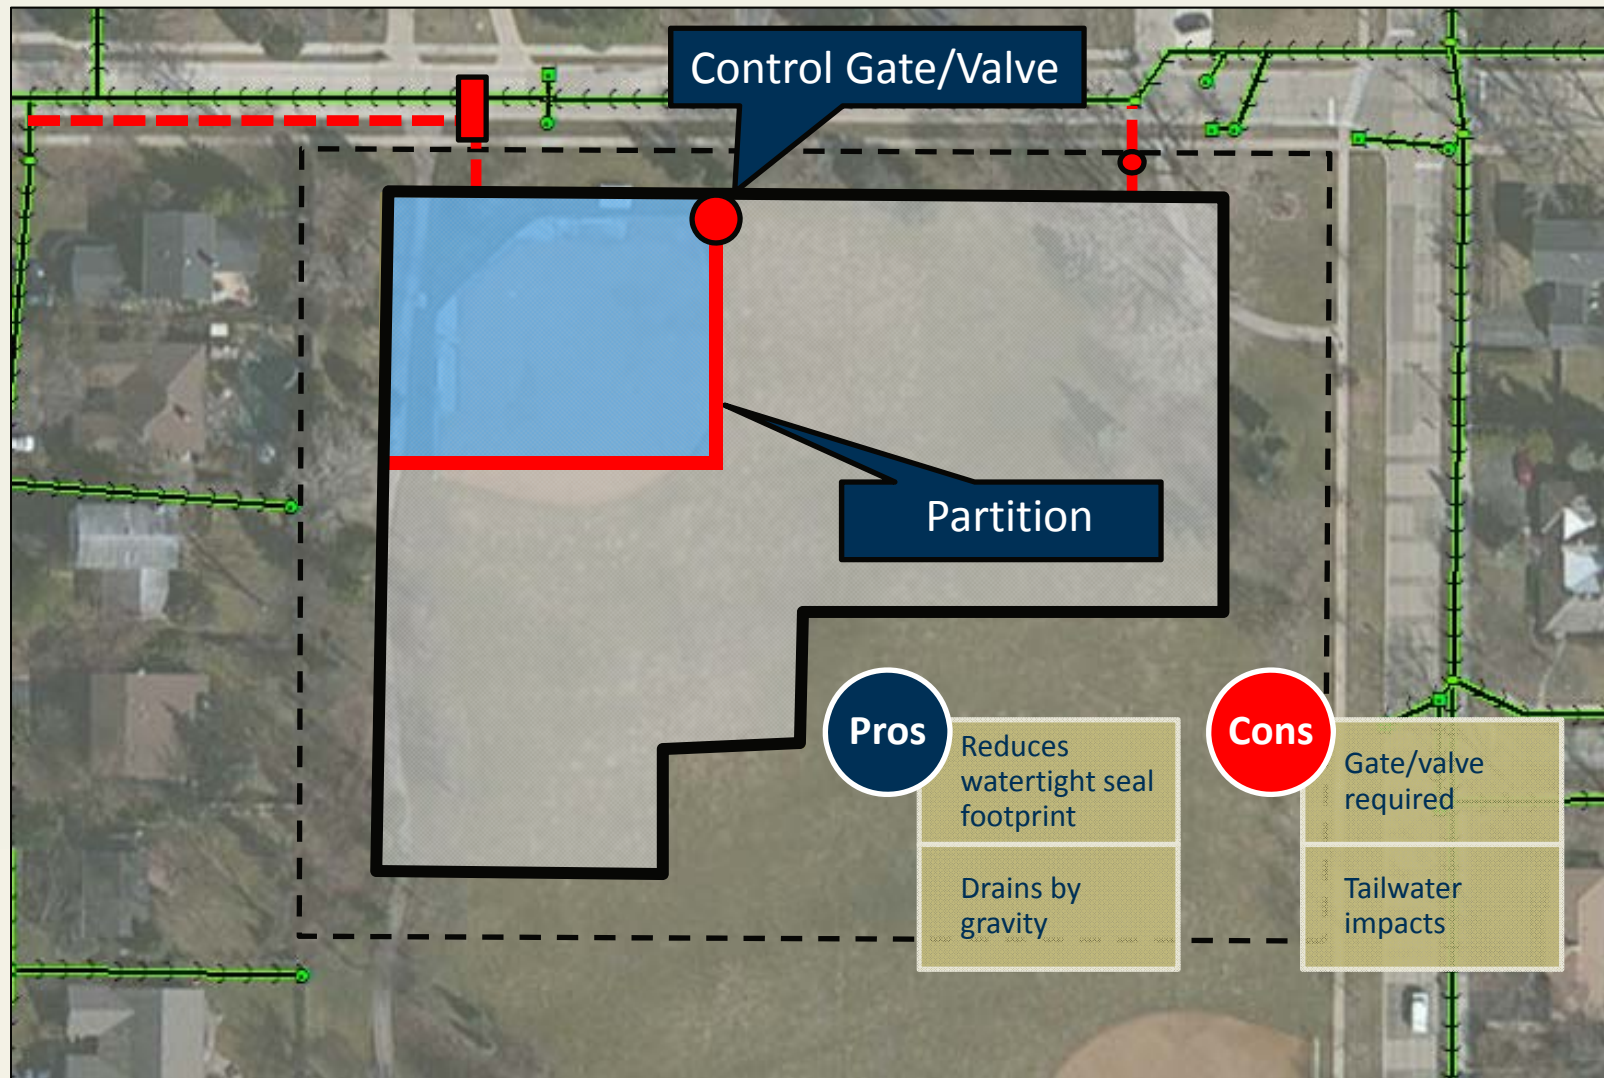 Control Gate/Valve
Partition
Pros
Reduces
watertight seal
footprint
Drains by
gravity
Cons
Gate/valve
required
Tailwater
impacts